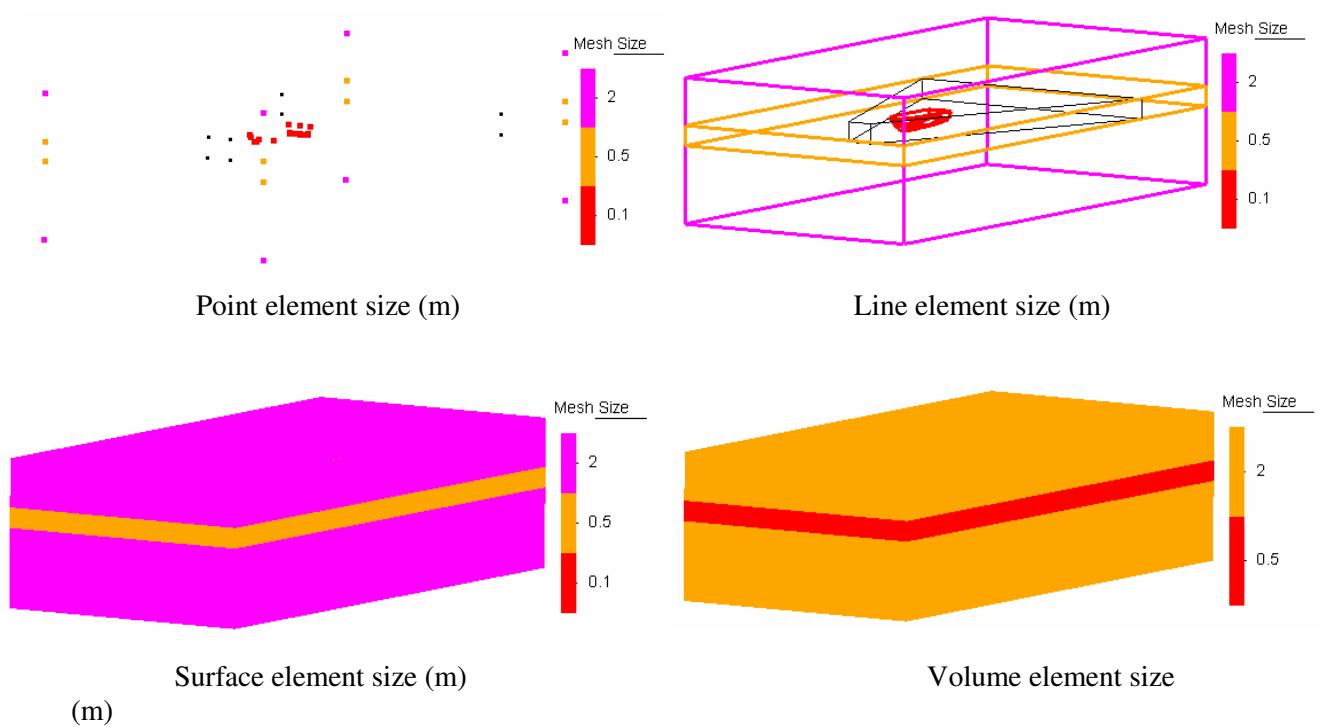 Mesh Size
2
0.5
0.1
Point element size (m)
Mesh Size
2
0.5
0.1
Line element size (m)
Mesh Size
2
0.5
0.1
Surface element size (m)
Mesh Size
2
0.5
Volume element size
(m)